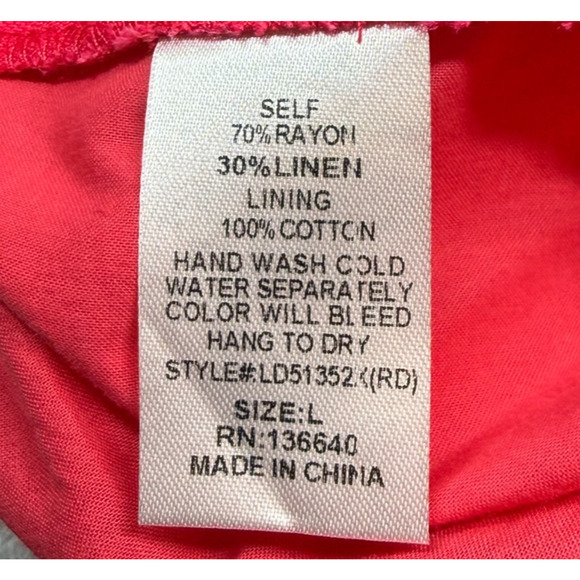 SELF
70% RAYON
30% LINEN
LINING
100% COTTON
HAND WASH COLD
WATER SEPARATELY
COLOR WILL BLEED
HANG TO DRY
STYLE#:LD51352 (RD)
SIZE:L
RN:136640
MADE IN CHINA